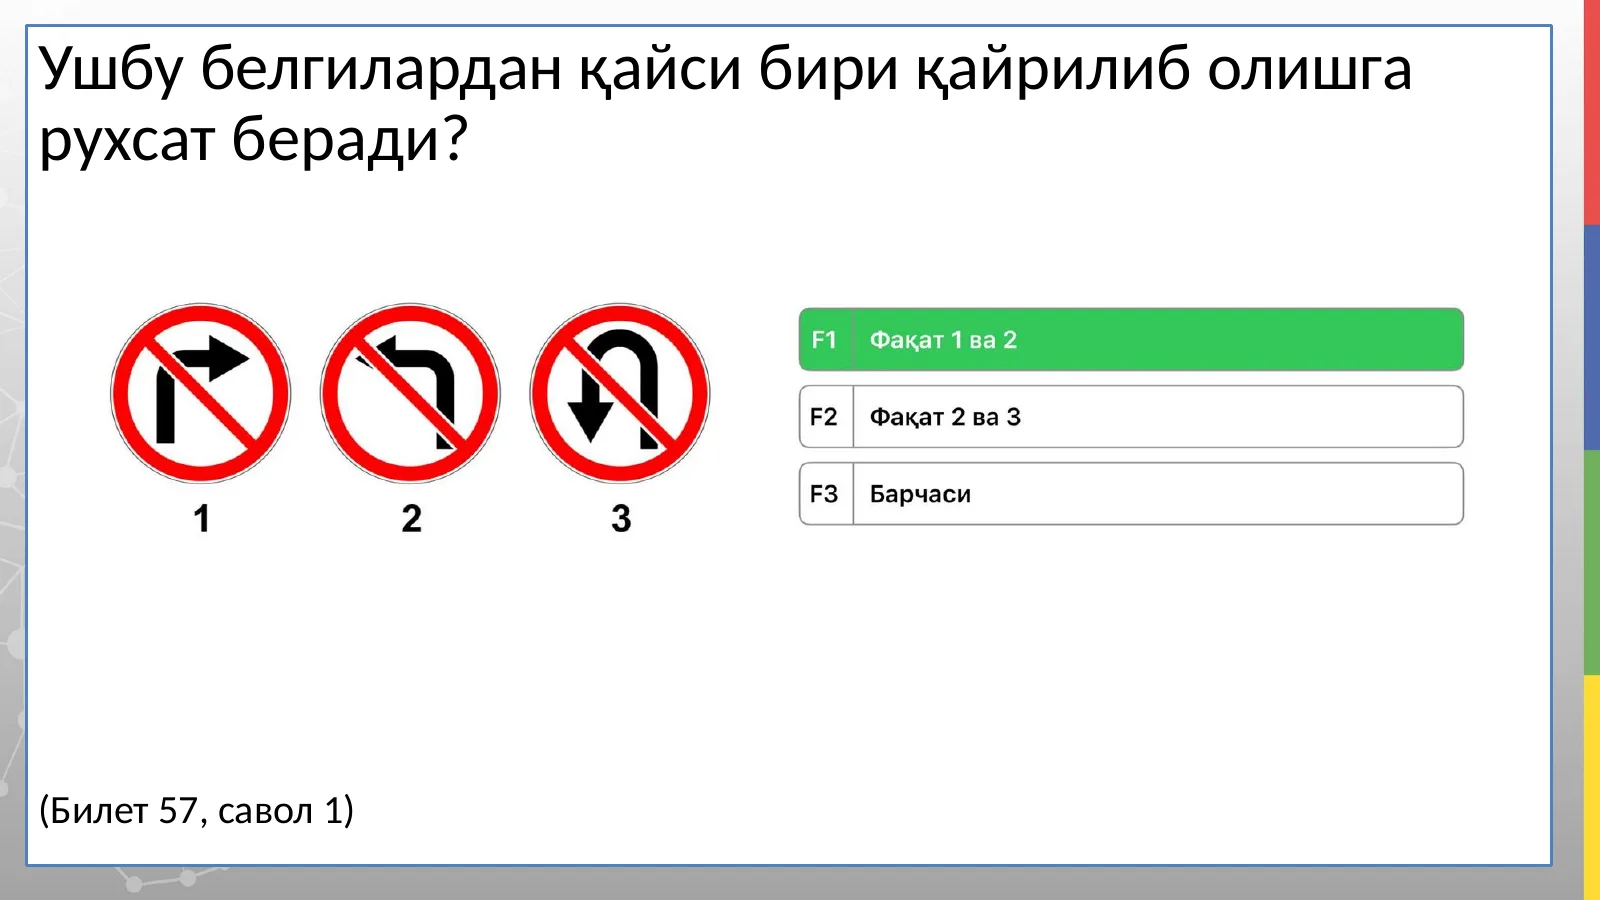 Ушбу белгилардан қайси бири қайрилиб олишга
рухсат беради?
1
2
3
F1 Фақат 1 ва 2
F2 Фақат 2 ва 3
F3 Барчаси
(Билет 57, савол 1)